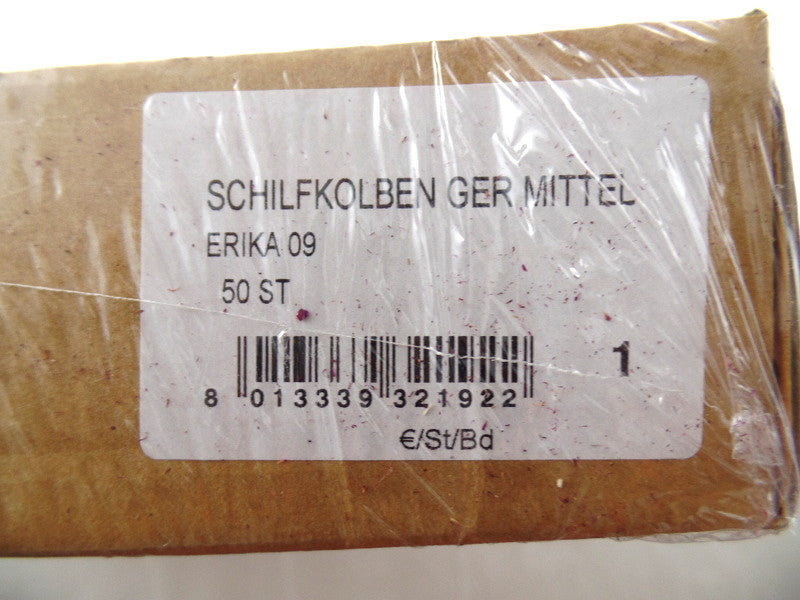 SCHILFKOLBEN GER MITTEL
ERIKA 09
50 ST
1
8 013339 321922
€/St/Bd